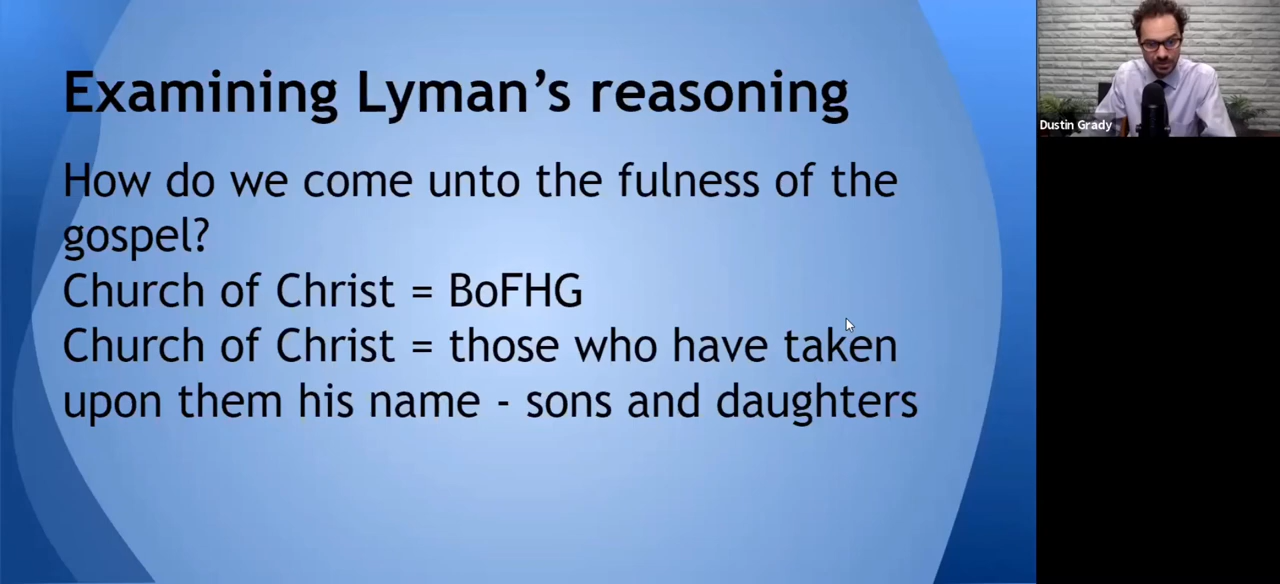 Examining Lyman’s reasoning
How do we come unto the fulness of the
gospel?
Church of Christ = BoFHG
Church of Christ = those who have taken
upon them his name - sons and daughters
Dustin Grady